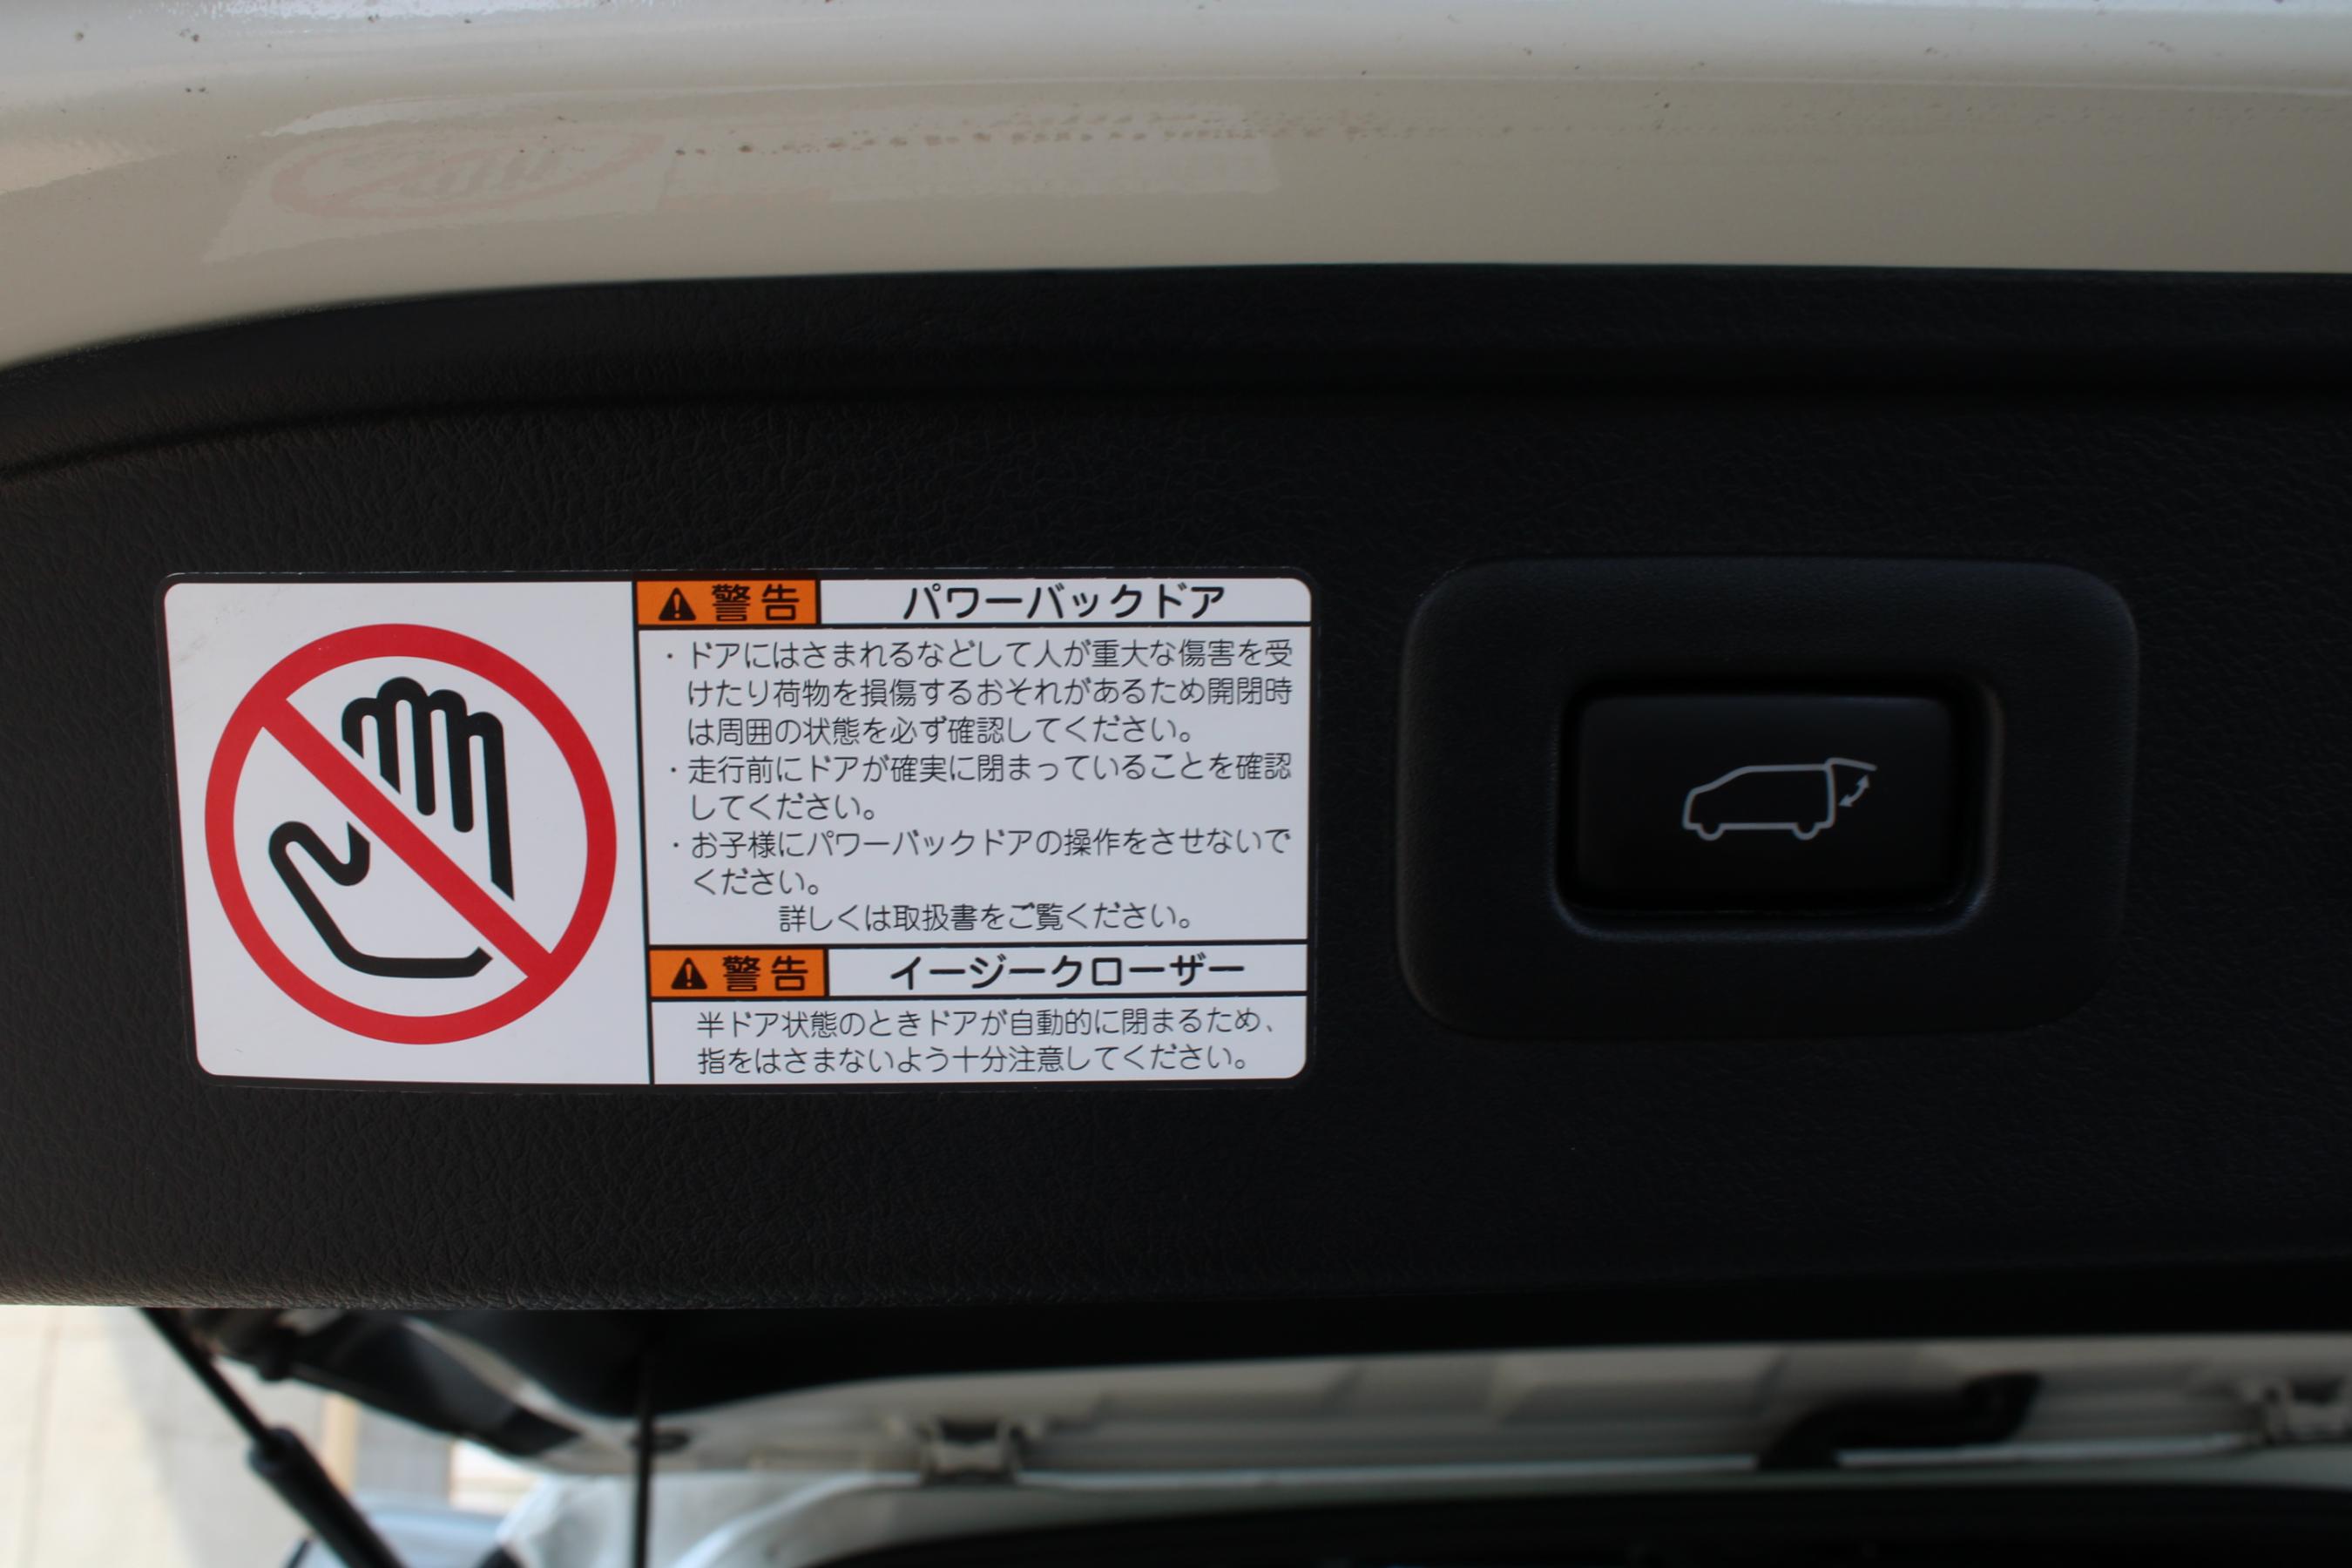 警告 パワーバックドア
・ドアにはさまれるなどして人が重大な傷害を受
けたり荷物を損傷するおそれがあるため開閉時
は周囲の状態を必ず確認してください。
・走行前にドアが確実に閉まっていることを確認
してください。
・お子様にパワーバックドアの操作をさせないで
ください。
詳しくは取扱書をご覧ください。
警告 イージークローザー
半ドア状態のときドアが自動的に閉まるため、
指をはさまないよう十分注意してください。